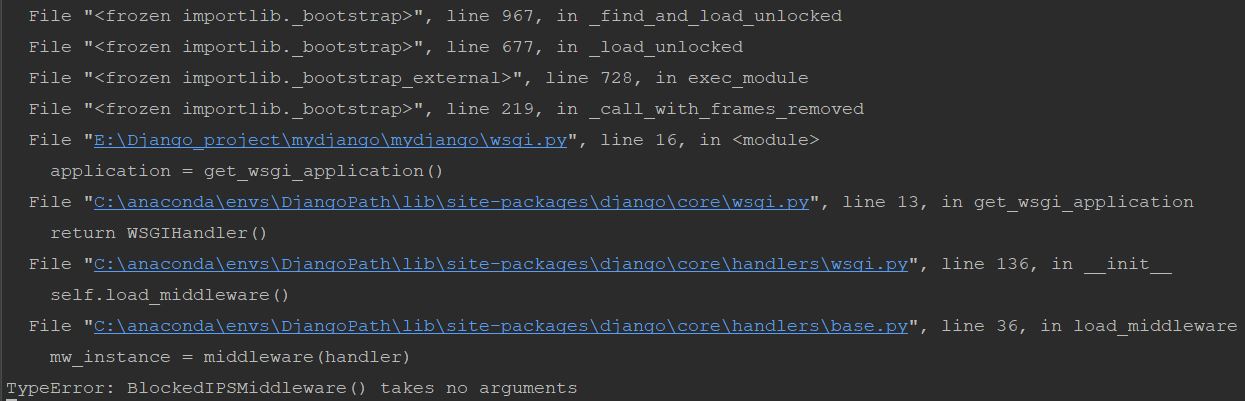 File "<frozen importlib._bootstrap>", line 967, in _find_and_load_unlocked
File "<frozen importlib._bootstrap>", line 677, in _load_unlocked
File "<frozen importlib._bootstrap_external>", line 728, in exec_module
File "<frozen importlib._bootstrap>", line 219, in _call_with_frames_removed
File "E:\Django_project\mydjango\mydjango\wsgi.py", line 16, in <module>
application = get_wsgi_application()
File "C:\anaconda\envs\DjangoPath\lib\site-packages\django\core\wsgi.py", line 13, in get_wsgi_application
return WSGIHandler()
File "C:\anaconda\envs\DjangoPath\lib\site-packages\django\core\handlers\wsgi.py", line 136, in __init__
self.load_middleware()
File "C:\anaconda\envs\DjangoPath\lib\site-packages\django\core\handlers\base.py", line 36, in load_middleware
mw_instance = middleware(handler)
TypeError: BlockedIPSMiddleware() takes no arguments